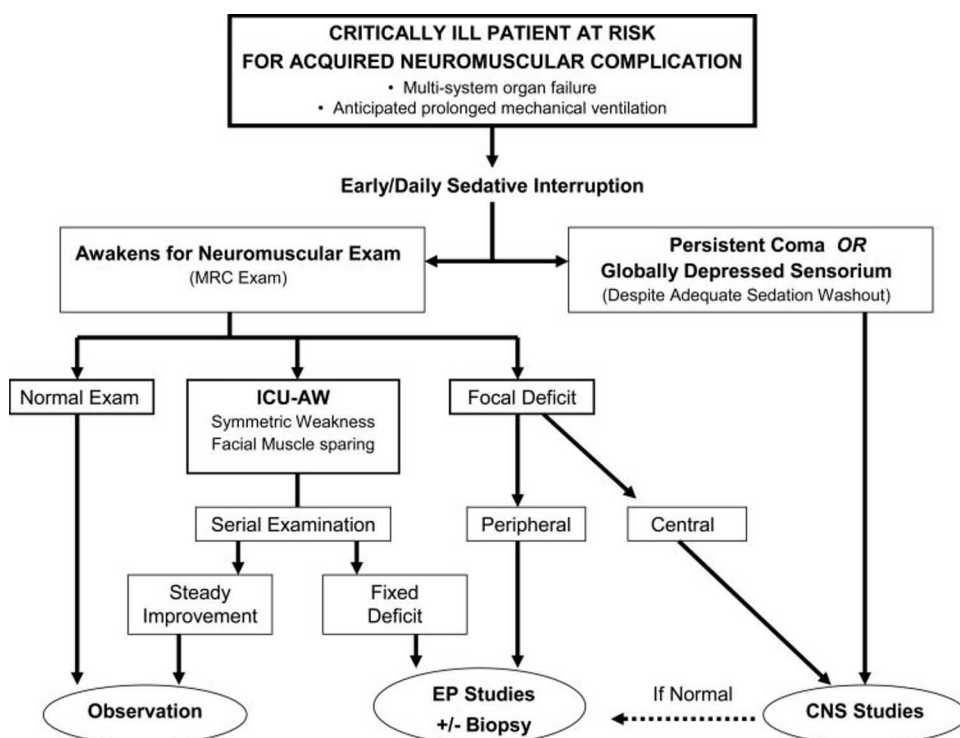 CRITICALLY ILL PATIENT AT RISK
FOR ACQUIRED NEUROMUSCULAR COMPLICATION
• Multi-system organ failure
• Anticipated prolonged mechanical ventilation
Early/Daily Sedative Interruption
Awakens for Neuromuscular Exam
(MRC Exam)
Persistent Coma OR
Globally Depressed Sensorium
(Despite Adequate Sedation Washout)
Normal Exam
ICU-AW
Symmetric Weakness
Facial Muscle sparing
Focal Deficit
Serial Examination
Peripheral
Central
Steady
Improvement
Fixed
Deficit
Observation
EP Studies
+/- Biopsy
If Normal
CNS Studies